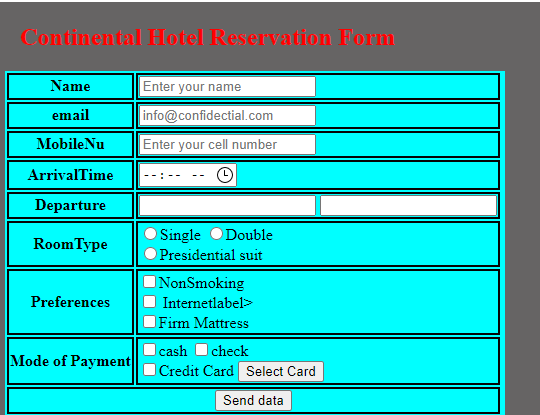 Continental Hotel Reservation Form
Name Enter your name
email info@confidectial.com
MobileNu Enter your cell number
ArrivalTime --:-- --
Departure
RoomType Single Double
Presidential suit
Preferences NonSmoking
Internetlabel>
Firm Mattress
Mode of Payment cash check
Credit Card Select Card
Send data